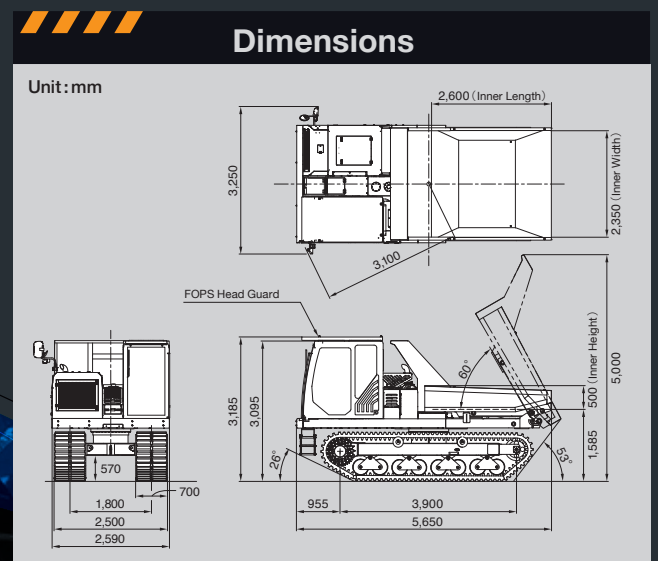 Dimensions
Unit:mm
2,600 (Inner Length)
3,250
2,350 (Inner Width)
3,100
FOPS Head Guard
60°
500 (Inner Height)
5,000
3,185
3,095
1,585
570
26°
53°
700
1,800
955
3,900
2,500
5,650
2,590